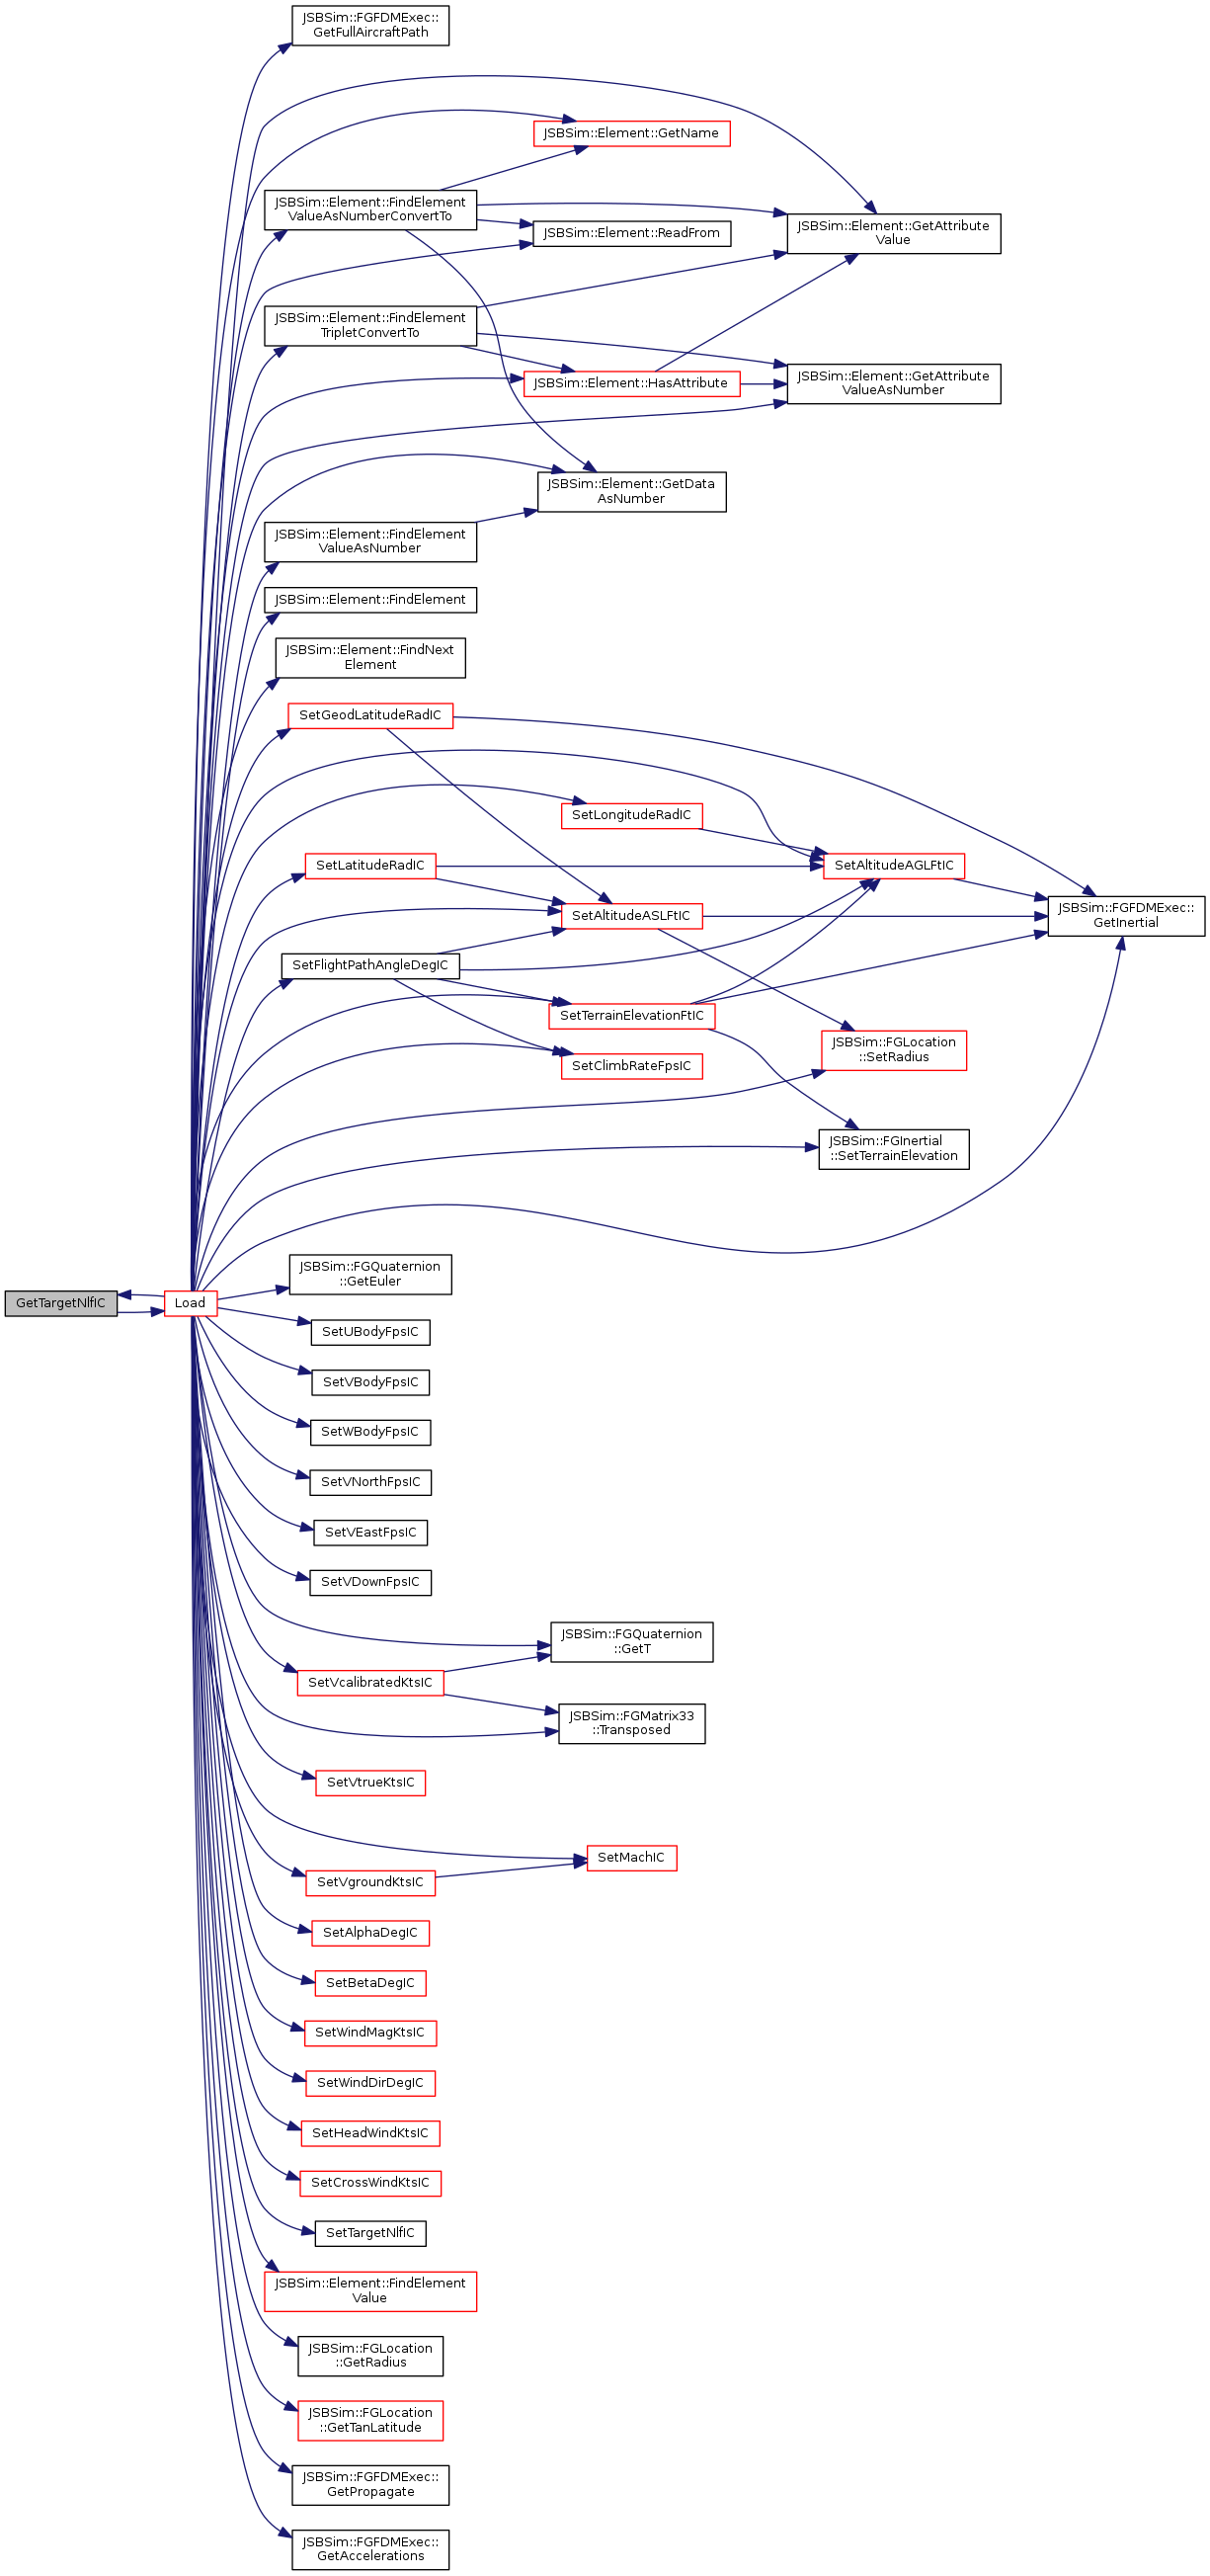 JSBSim::FGFDMExec::
GetFullAircraftPath
JSBSim::Element::GetName
JSBSim::Element::FindElement
ValueAsNumberConvertTo
JSBSim::Element::GetAttribute
Value
JSBSim::Element::ReadFrom
JSBSim::Element::FindElement
TripletConvertTo
JSBSim::Element::HasAttribute
JSBSim::Element::GetAttribute
ValueAsNumber
JSBSim::Element::GetData
AsNumber
JSBSim::Element::FindElement
ValueAsNumber
JSBSim::Element::FindElement
JSBSim::Element::FindNext
Element
SetGeodLatitudeRadIC
SetLongitudeRadIC
SetLatitudeRadIC
SetAltitudeAGLFtIC
SetAltitudeASLFtIC
JSBSim::FGFDMExec::
GetInertial
SetFlightPathAngleDegIC
SetTerrainElevationFtIC
JSBSim::FGLocation
::SetRadius
SetClimbRateFpsIC
JSBSim::FGInertial
::SetTerrainElevation
JSBSim::FGQuaternion
::GetEuler
GetTargetNlfIC
Load
SetUBodyFpsIC
SetVBodyFpsIC
SetWBodyFpsIC
SetVNorthFpsIC
SetVEastFpsIC
SetVDownFpsIC
JSBSim::FGQuaternion
::GetT
SetVcalibratedKtsIC
JSBSim::FGMatrix33
::Transposed
SetVtrueKtsIC
SetMachIC
SetVgroundKtsIC
SetAlphaDegIC
SetBetaDegIC
SetWindMagKtsIC
SetWindDirDegIC
SetHeadWindKtsIC
SetCrossWindKtsIC
SetTargetNlfIC
JSBSim::Element::FindElement
Value
JSBSim::FGLocation
::GetRadius
JSBSim::FGLocation
::GetTanLatitude
JSBSim::FGFDMExec::
GetPropagate
JSBSim::FGFDMExec::
GetAccelerations